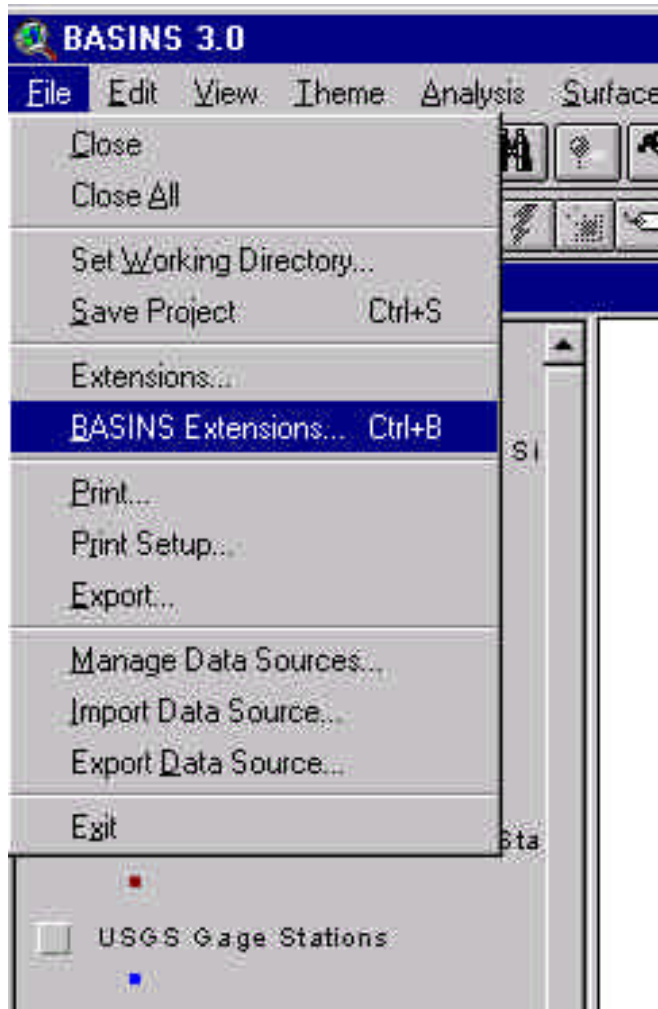 BASINS 3.0
File Edit View Theme Analysis Surface
Close
Close All
Set Working Directory...
Save Project Ctrl+S
Extensions...
BASINS Extensions... Ctrl+B
Si
Print...
Print Setup...
Export...
Manage Data Sources...
Import Data Source...
Export Data Source...
Exit
Sta
USGS Gage Stations